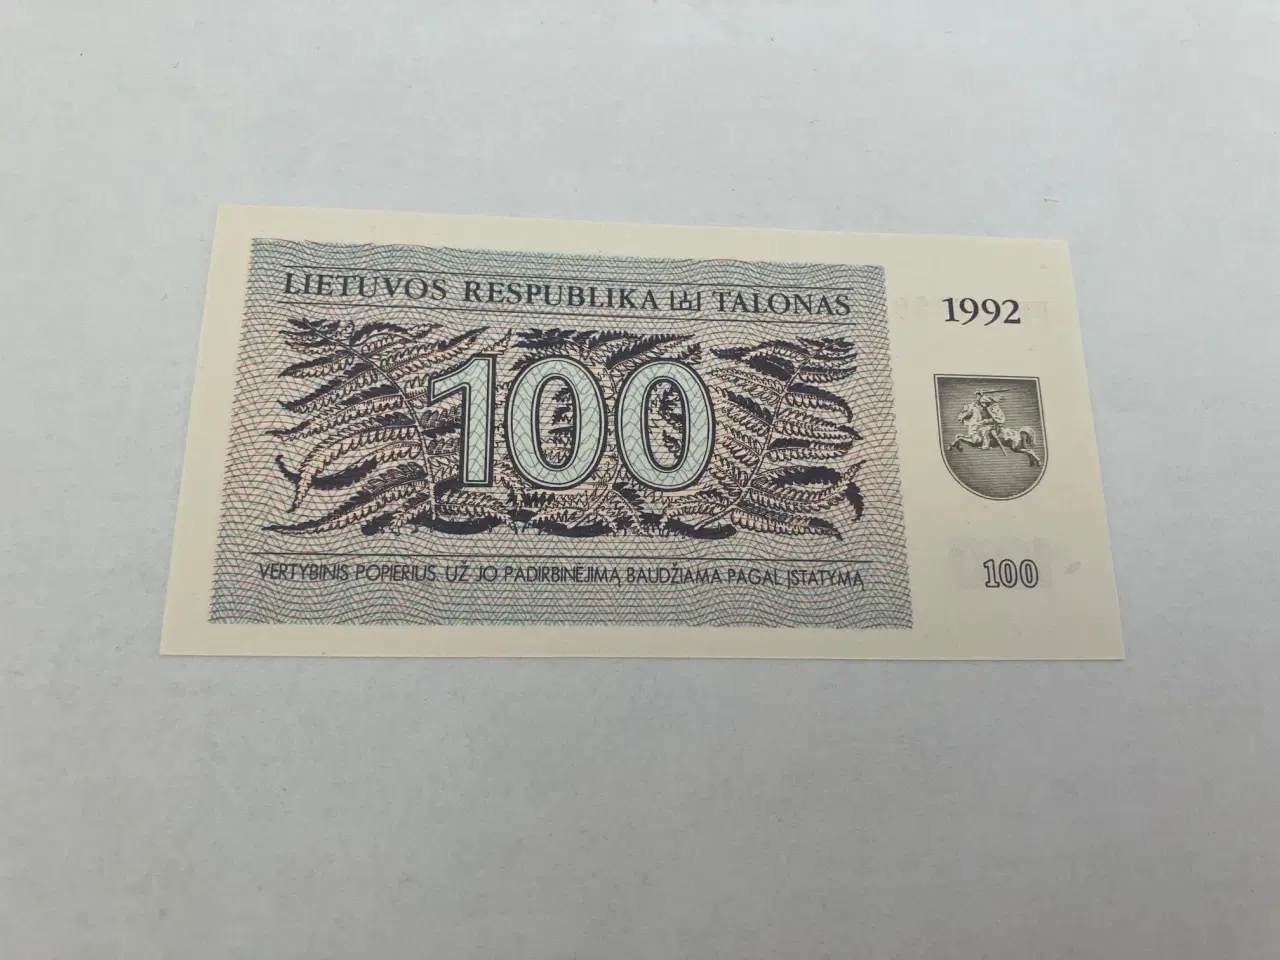 LIETUVOS RESPUBLIKA TALONAS
1992
100
VERTYBINIS POPIERIUS. UŽ JO PADIRBINĖJIMĄ BAUDŽIAMA PAGAL ĮSTATYMĄ
100